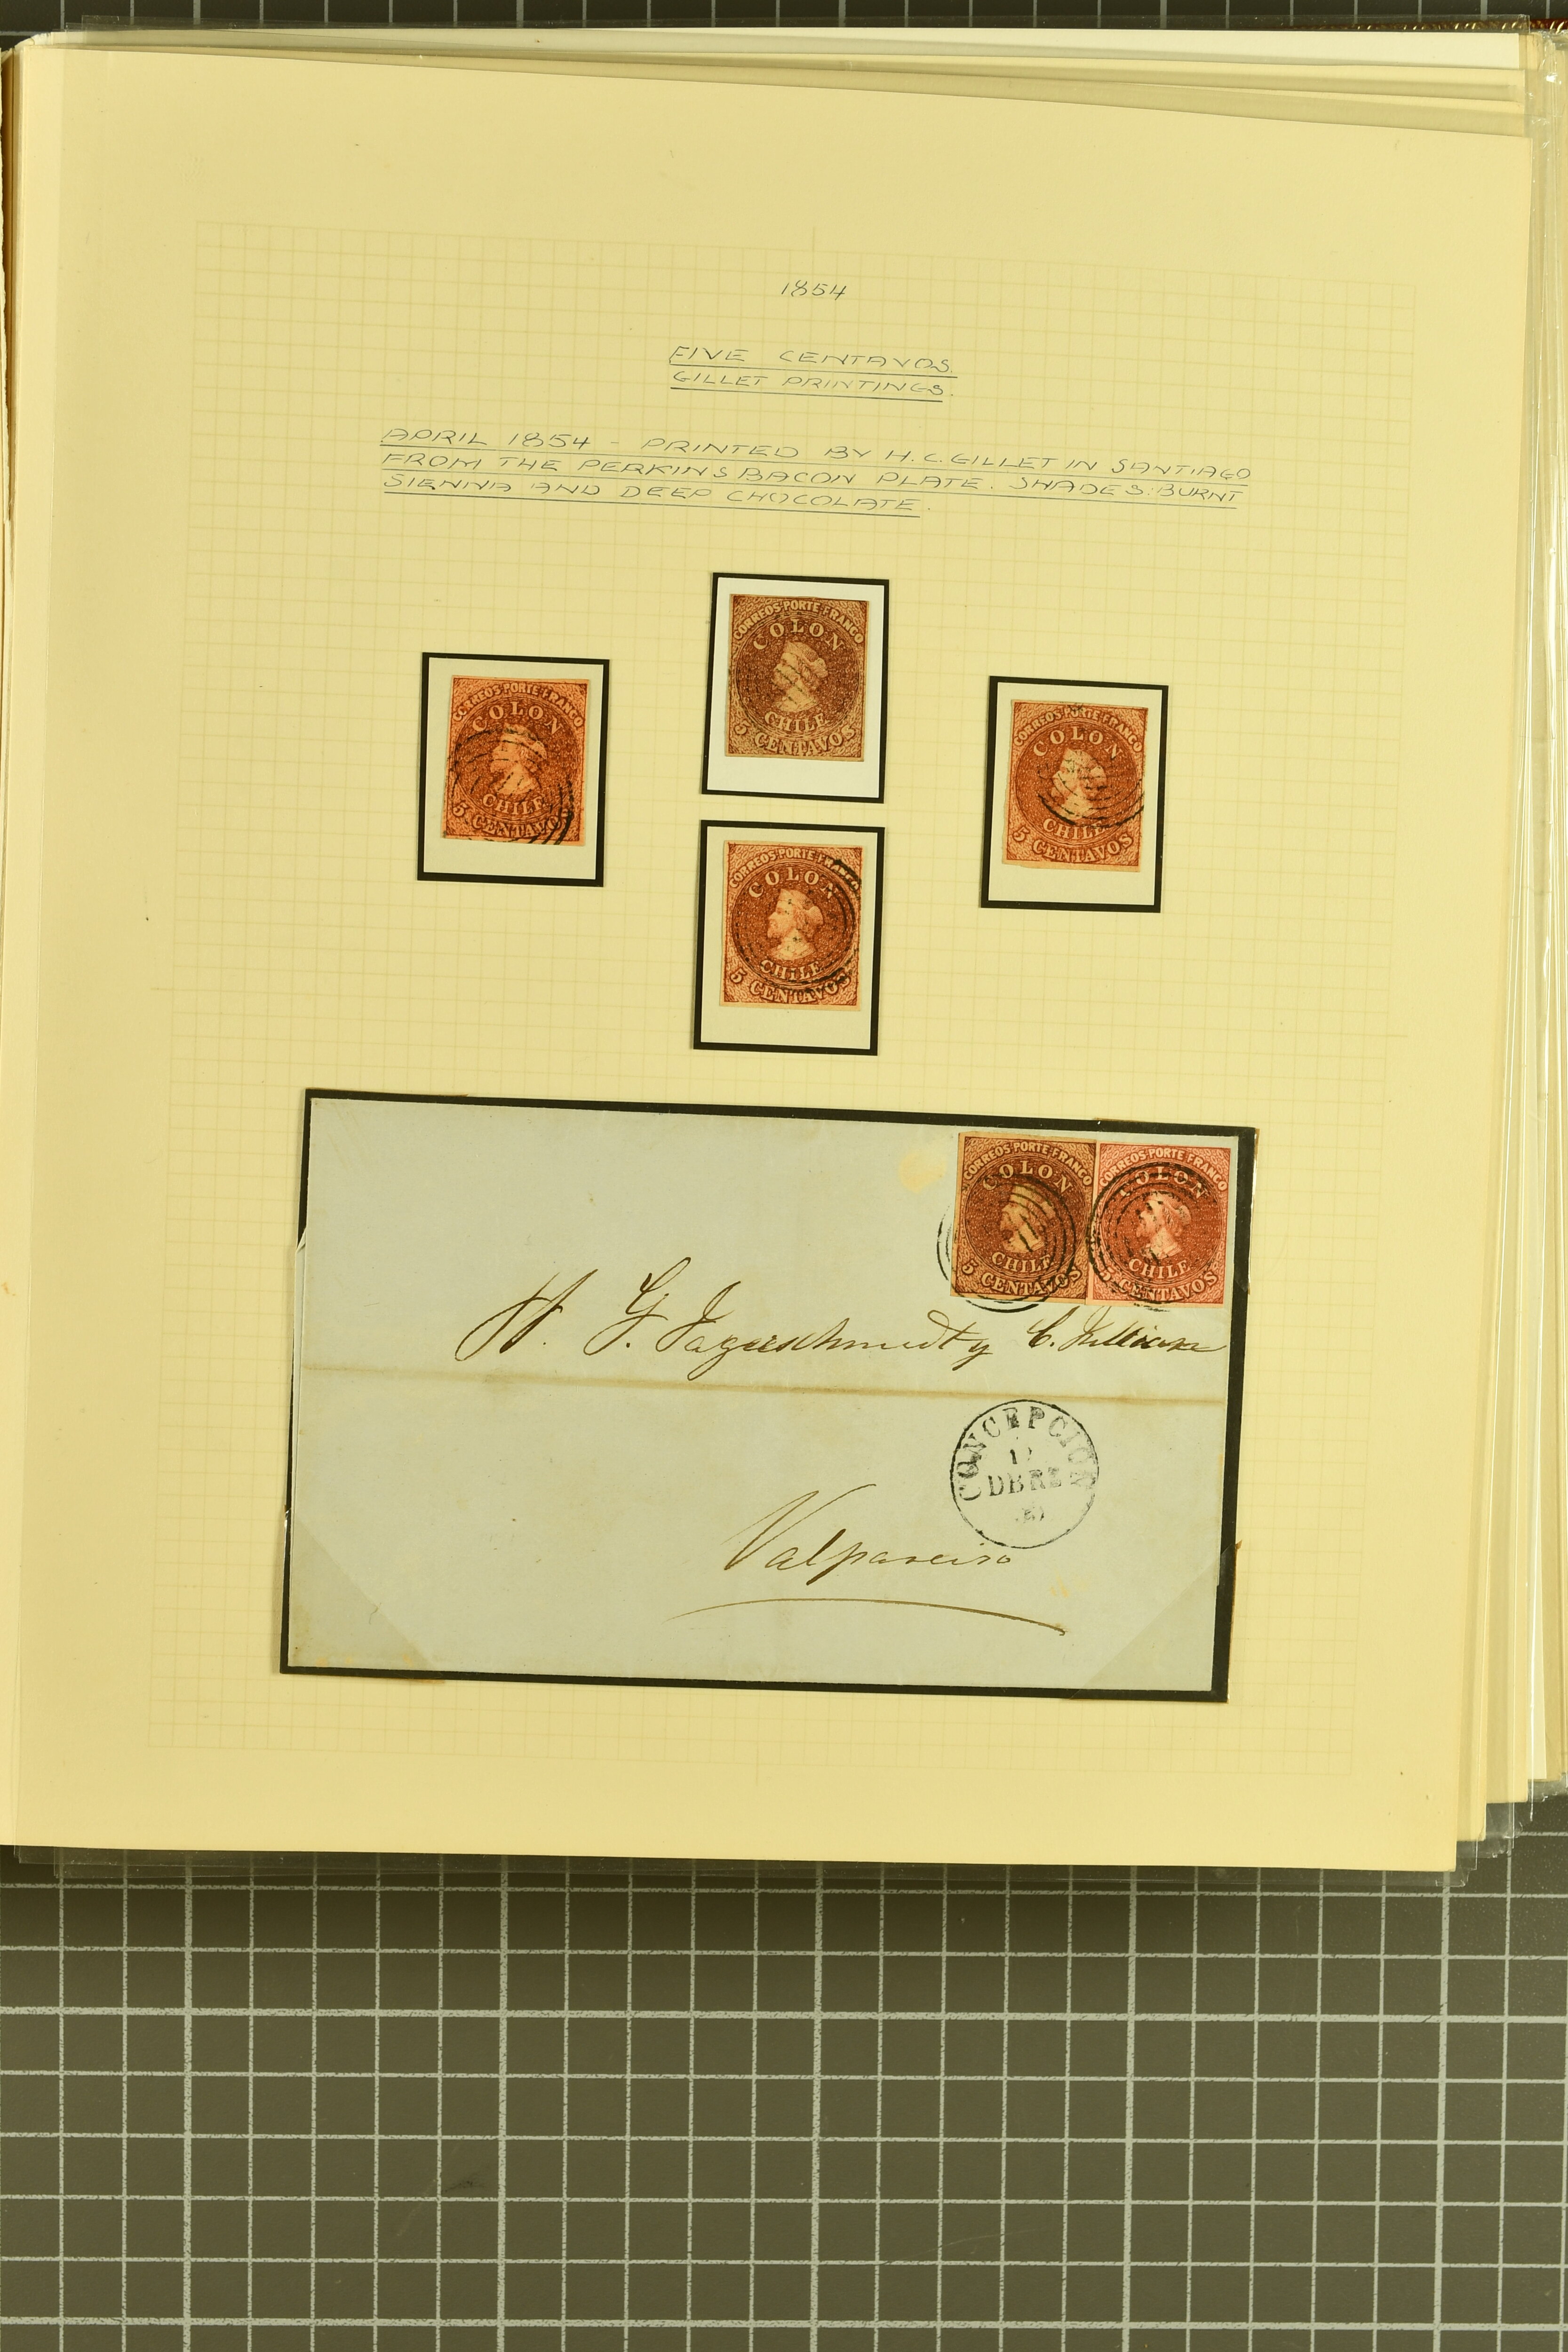 1854
FIVE CENTAVOS.
GILLET PRINTINGS.
APRIL 1854 - PRINTED BY H.C. GILLET IN SANTIAGO
FROM THE PERKINS BACON PLATE. SHADES: BURNT
SIENNA AND DEEP CHOCOLATE.
CORREOS PORTE FRANCO
COLON
CHILE
5 CENTAVOS
CORREOS PORTE FRANCO
COLON
CHILE
5 CENTAVOS
CORREOS PORTE FRANCO
COLON
CHILE
5 CENTAVOS
CORREOS PORTE FRANCO
COLON
CHILE
5 CENTAVOS
CORREOS PORTE FRANCO
COLON
CHILE
5 CENTAVOS
CORREOS PORTE FRANCO
COLON
CHILE
5 CENTAVOS
G. Jagerschmidt y C.
CONCEPCION
DBRE
Valparaiso